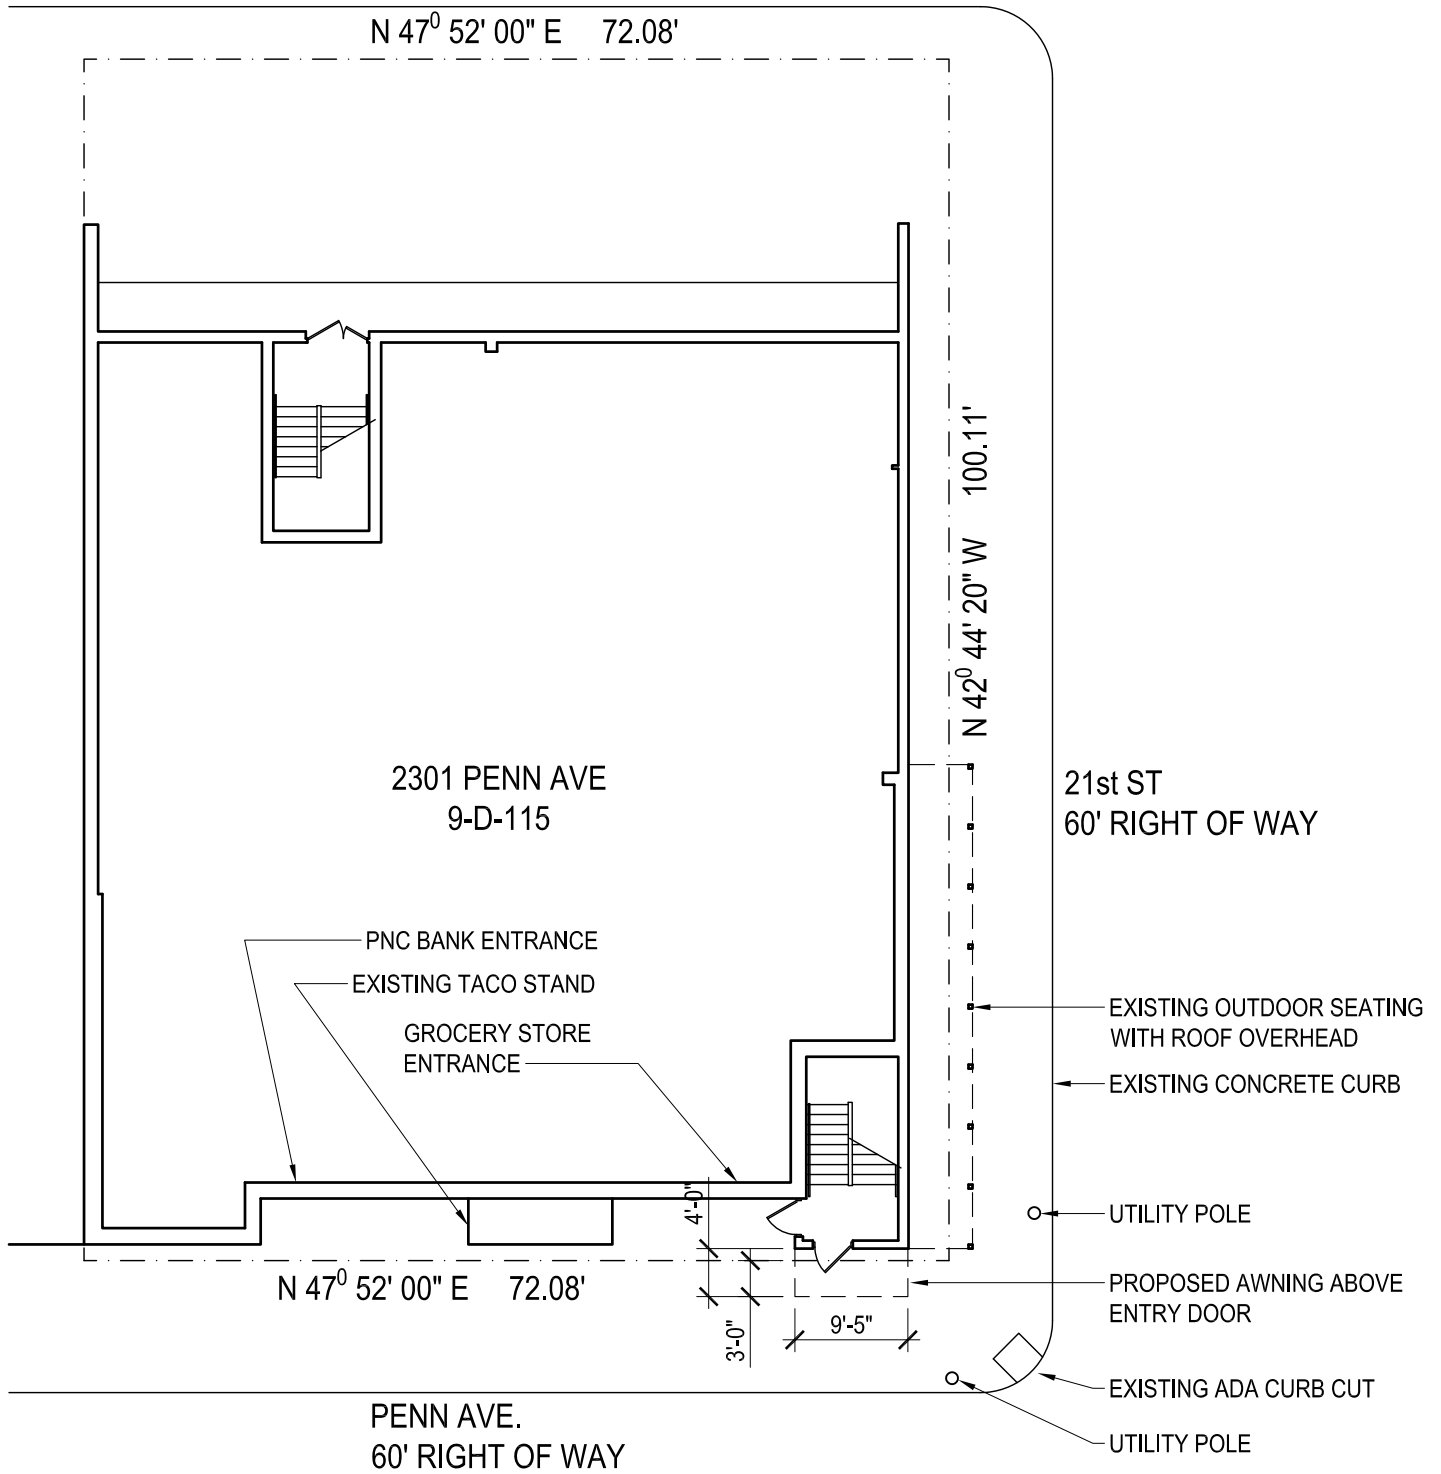 N 47⁰ 52' 00" E 72.08'
N 42⁰ 44' 20" W 100.11'
2301 PENN AVE
9-D-115
21st ST
60' RIGHT OF WAY
PNC BANK ENTRANCE
EXISTING TACO STAND
GROCERY STORE
ENTRANCE
EXISTING OUTDOOR SEATING
WITH ROOF OVERHEAD
EXISTING CONCRETE CURB
4'-0"
UTILITY POLE
N 47⁰ 52' 00" E 72.08'
PROPOSED AWNING ABOVE
ENTRY DOOR
3'-0"
9'-5"
EXISTING ADA CURB CUT
PENN AVE.
60' RIGHT OF WAY
UTILITY POLE